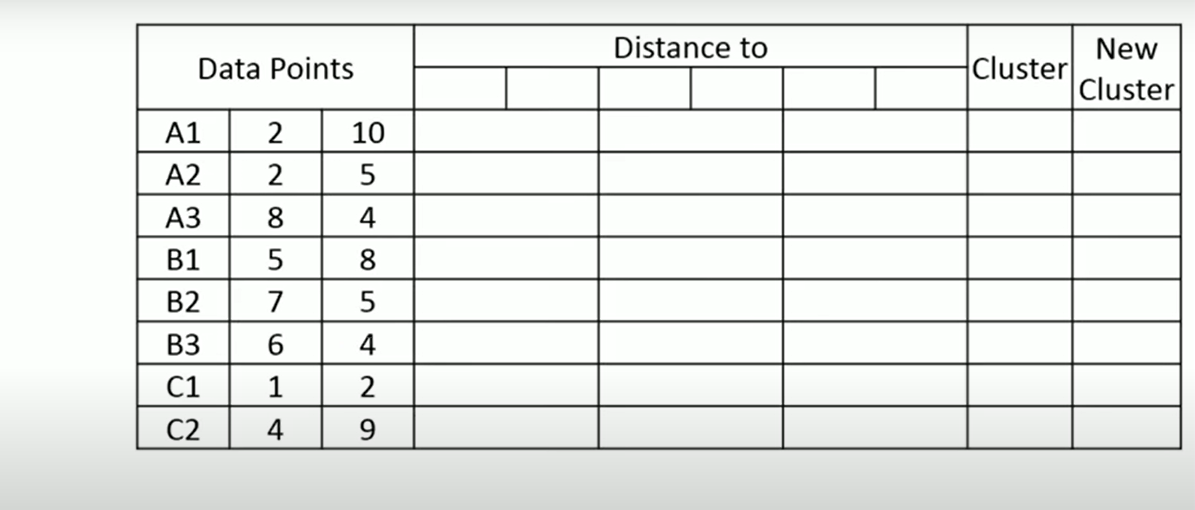 Data Points Distance to Cluster New Cluster
A1 2 10
A2 2 5
A3 8 4
B1 5 8
B2 7 5
B3 6 4
C1 1 2
C2 4 9